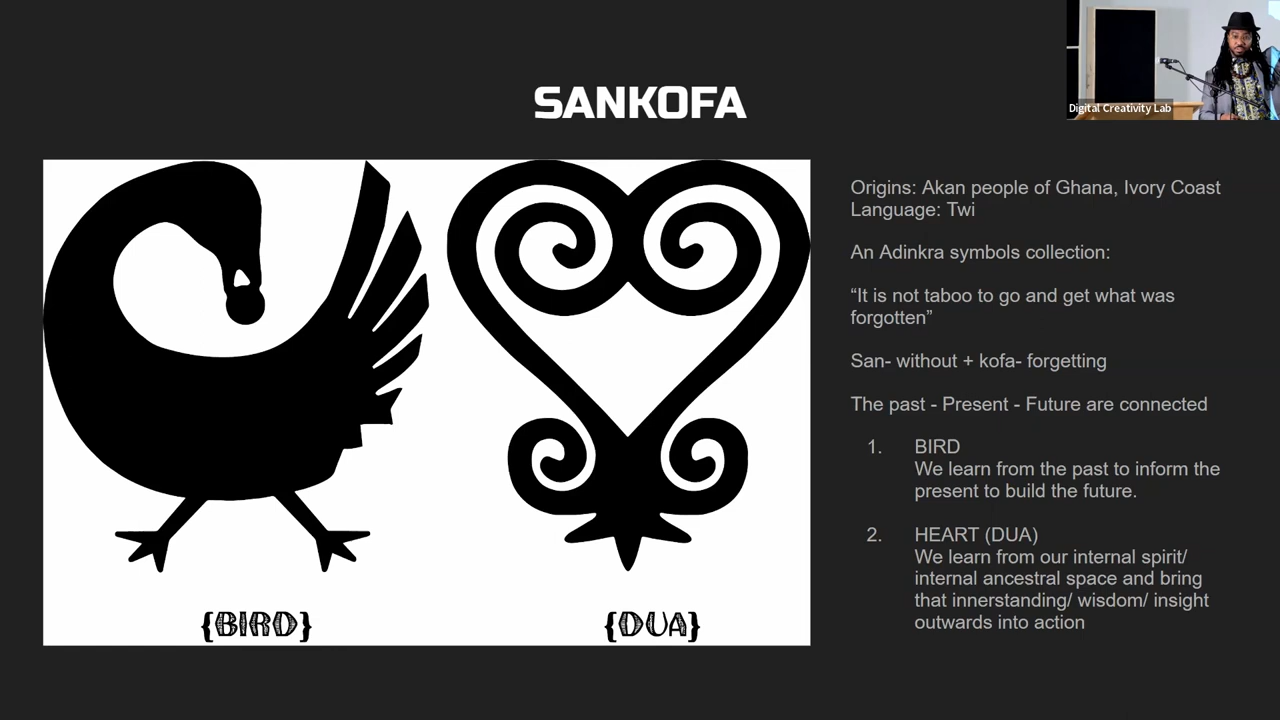 Digital Creativity Lab
SANKOFA
Origins: Akan people of Ghana, Ivory Coast
Language: Twi
An Adinkra symbols collection:
“It is not taboo to go and get what was
forgotten”
San- without + kofa- forgetting
The past - Present - Future are connected
1. BIRD
We learn from the past to inform the
present to build the future.
2. HEART (DUA)
We learn from our internal spirit/
internal ancestral space and bring
that innerstanding/ wisdom/ insight
outwards into action
{BIRD}
{DUA}